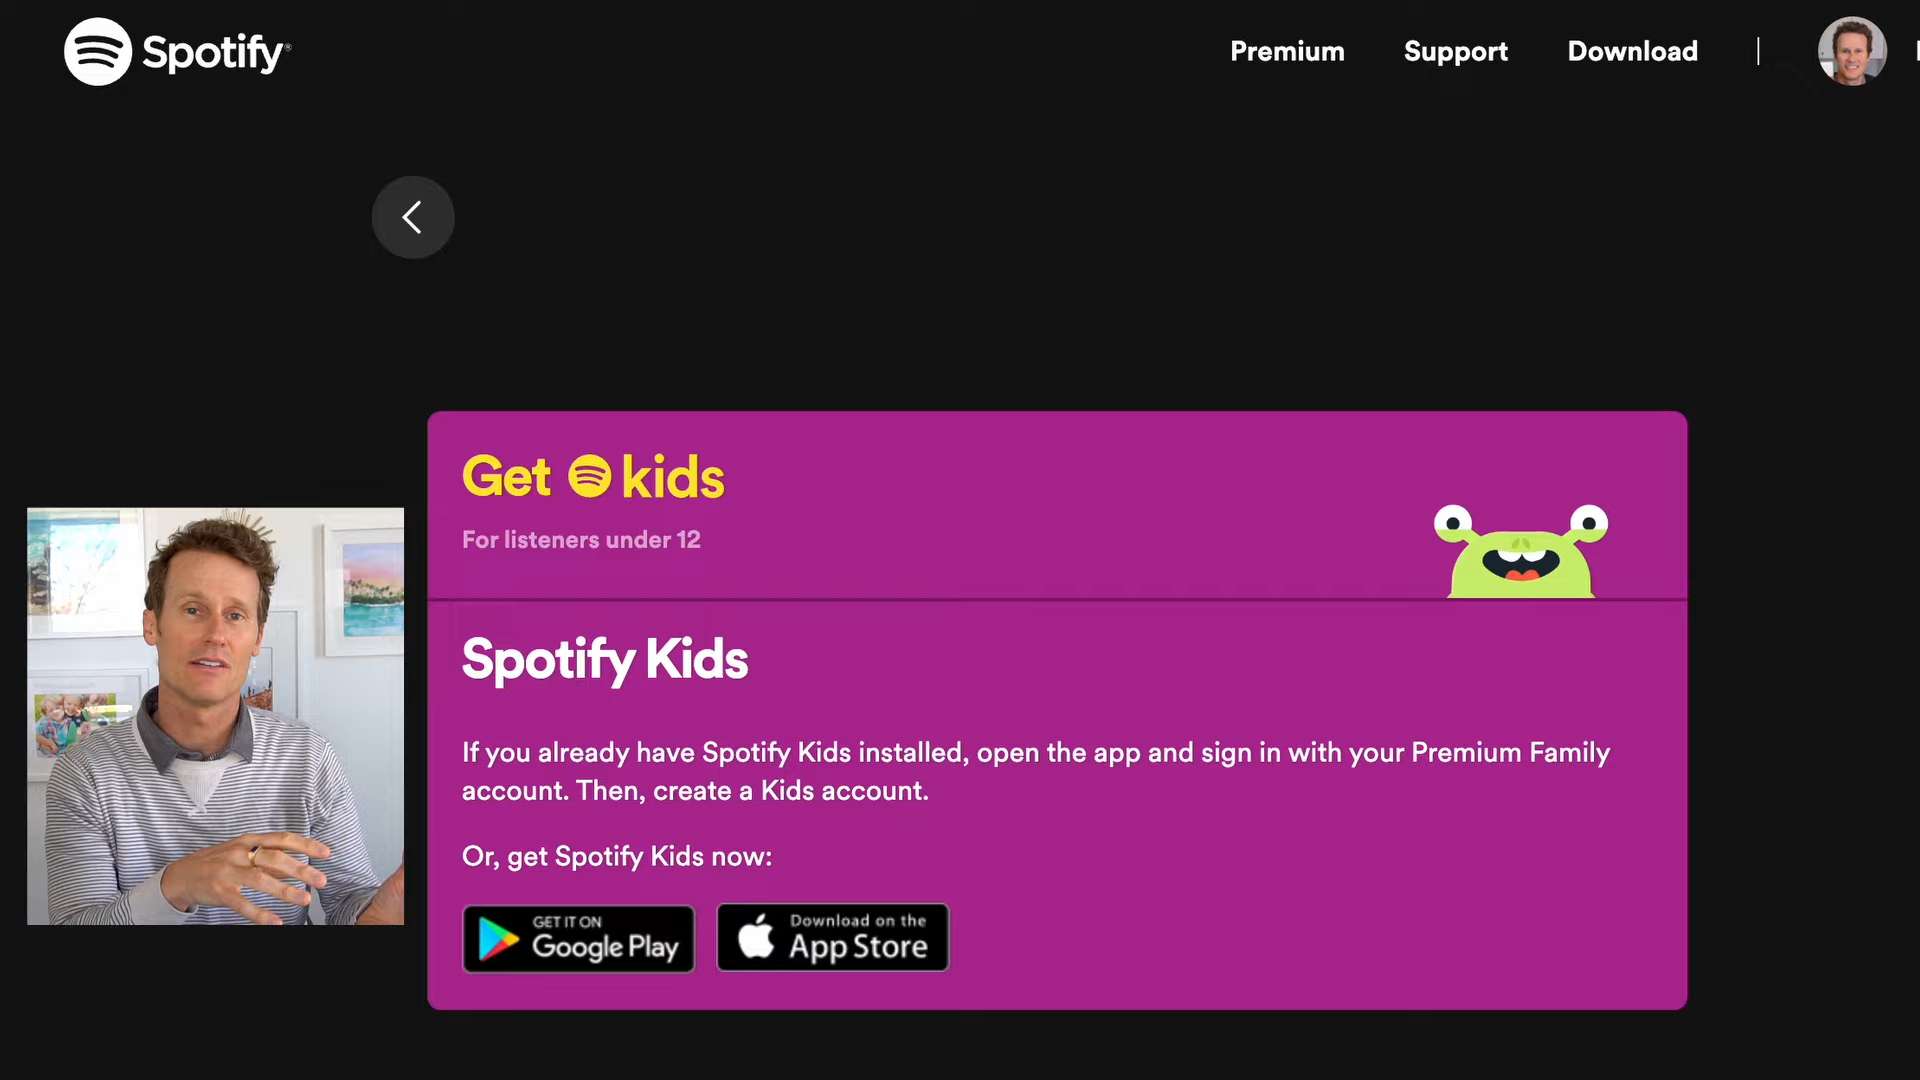 Spotify®
Premium
Support
Download
Get kids
For listeners under 12
Spotify Kids
If you already have Spotify Kids installed, open the app and sign in with your Premium Family
account. Then, create a Kids account.
Or, get Spotify Kids now:
GET IT ON
Google Play
Download on the
App Store